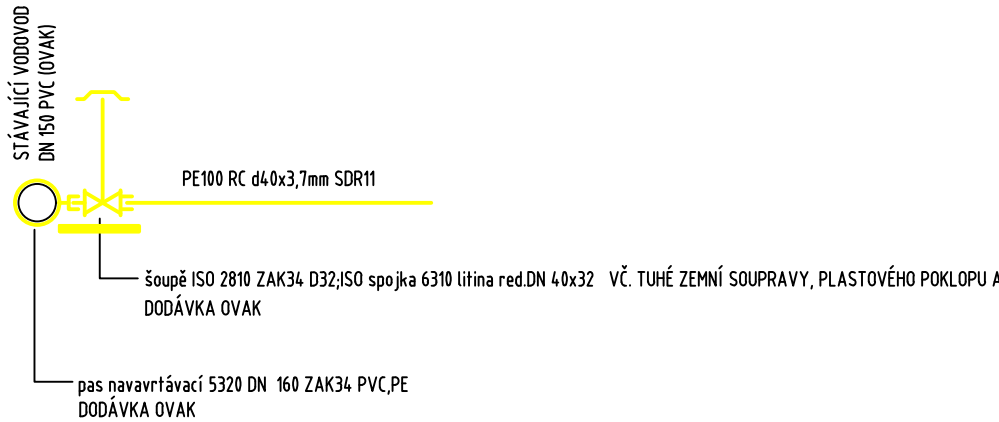 STÁVAJÍCÍ VODOVOD
DN 150 PVC (OVAK)
PE100 RC d40x3,7mm SDR11
šoupě ISO 2810 ZAK34 D32;ISO spojka 6310 litina red.DN 40x32 VČ. TUHÉ ZEMNÍ SOUPRAVY, PLASTOVÉHO POKLOPU A
DODÁVKA OVAK
pas navavrtávací 5320 DN 160 ZAK34 PVC,PE
DODÁVKA OVAK